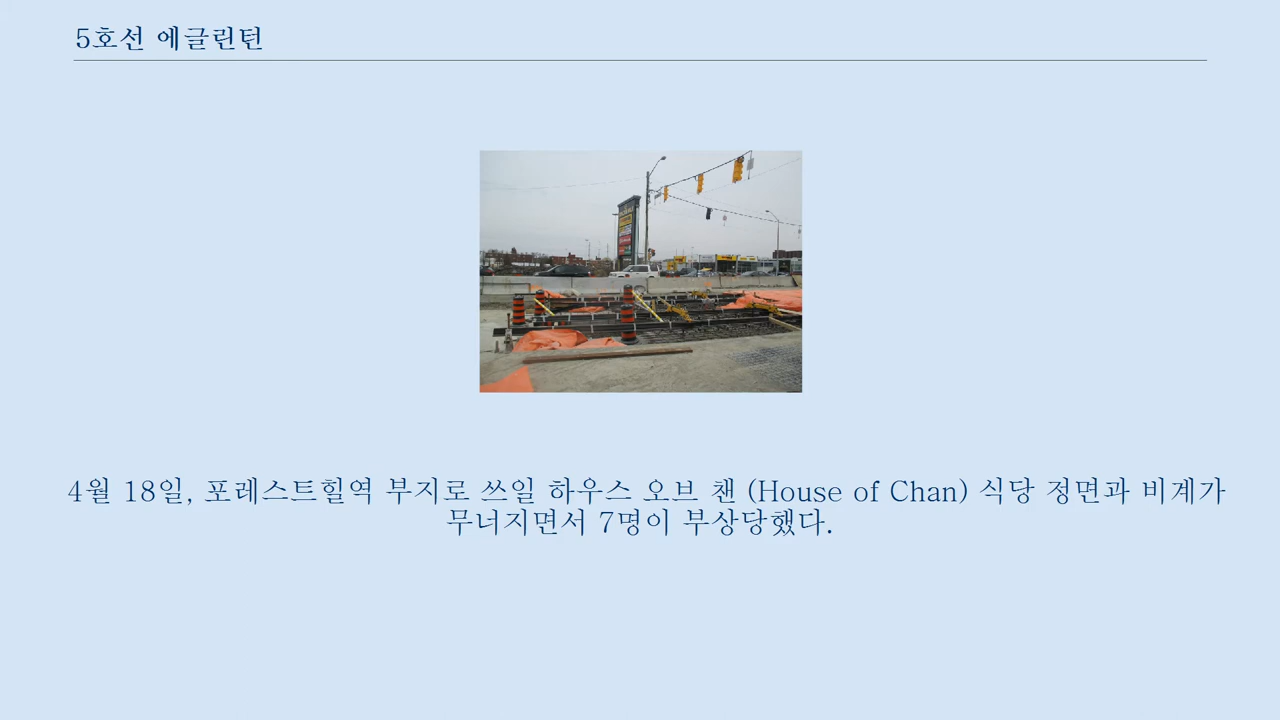 5호선 에글린턴
4월 18일, 포레스트힐역 부지로 쓰일 하우스 오브 챈 (House of Chan) 식당 정면과 비계가
무너지면서 7명이 부상당했다.